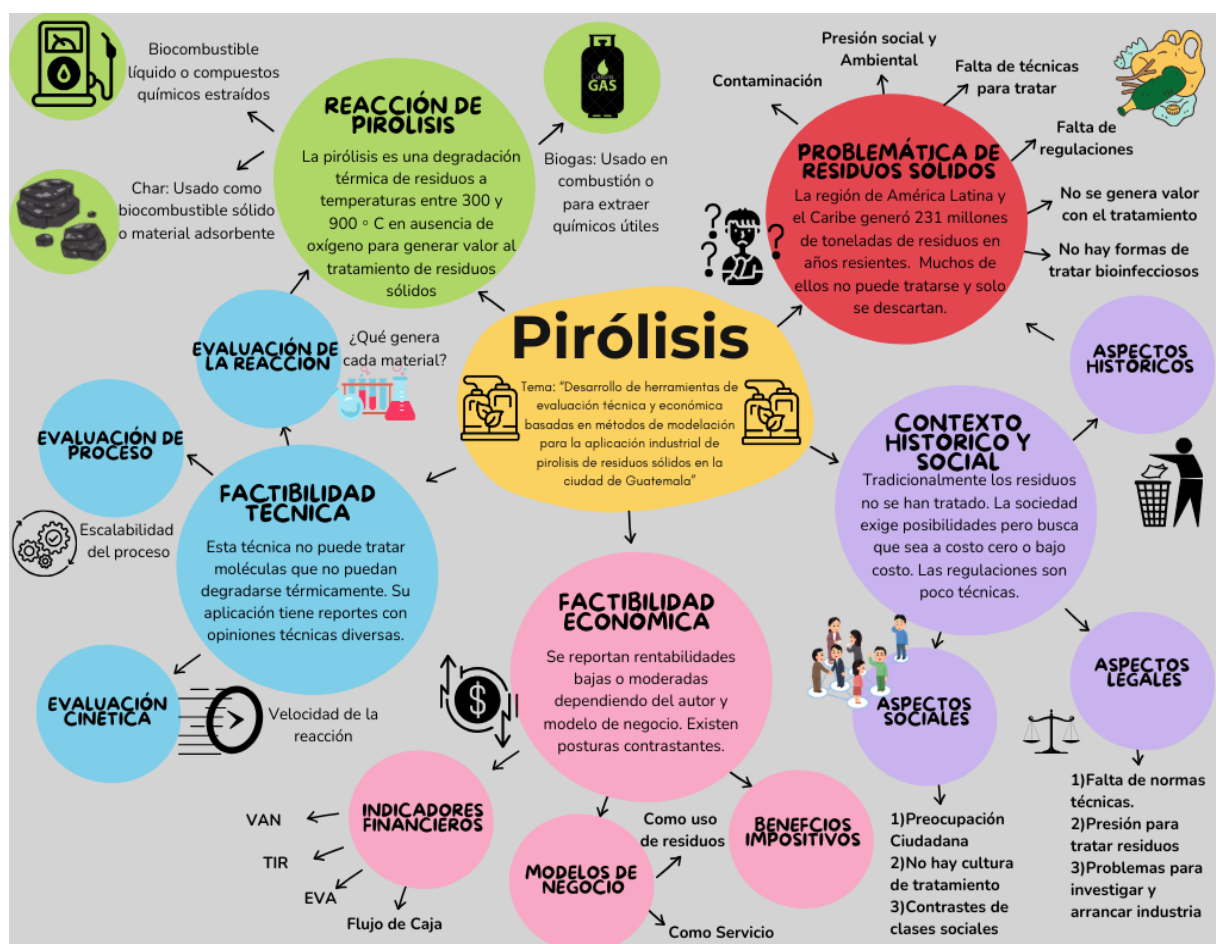 Biocombustible
líquido o compuestos
químicos estraídos
Char: Usado como
biocombustible sólido
o material adsorbente
REACCIÓN DE
PIRÓLISIS
La pirólisis es una degradación
térmica de residuos a
temperaturas entre 300 y
900 ° C en ausencia de
oxígeno para generar valor al
tratamiento de residuos
sólidos
Canva
GAS
Biogas: Usado en
combustión o
para extraer
químicos útiles
Contaminación
Presión social y
Ambiental
Falta de técnicas
para tratar
Falta de
regulaciones
No se genera valor
con el tratamiento
No hay formas de
tratar bioinfecciosos
PROBLEMÁTICA DE
RESIDUOS SÓLIDOS
La región de América Latina y
el Caribe generó 231 millones
de toneladas de residuos en
años resientes. Muchos de
ellos no puede tratarse y solo
se descartan.
? ? ? ?
Pirólisis
Tema: "Desarrollo de herramientas de
evaluación técnica y económica
basadas en métodos de modelación
para la aplicación industrial de
pirolisis de residuos sólidos en la
ciudad de Guatemala"
EVALUACIÓN DE
LA REACCIÓN
¿Qué genera
cada material?
EVALUACIÓN DE
PROCESO
Escalabilidad
del proceso
FACTIBILIDAD
TÉCNICA
Esta técnica no puede tratar
moléculas que no puedan
degradarse térmicamente. Su
aplicación tiene reportes con
opiniones técnicas diversas.
EVALUACIÓN
CINÉTICA
Velocidad de la
reacción
FACTIBILIDAD
ECONÓMICA
Se reportan rentabilidades
bajas o moderadas
dependiendo del autor y
modelo de negocio. Existen
posturas contrastantes.
$
INDICADORES
FINANCIEROS
VAN
TIR
EVA
Flujo de Caja
MODELOS DE
NEGOCIO
Como uso
de residuos
Como Servicio
BENEFCIOS
IMPOSITIVOS
CONTEXTO
HISTÓRICO Y
SOCIAL
Tradicionalmente los residuos
no se han tratado. La sociedad
exige posibilidades pero busca
que sea a costo cero o bajo
costo. Las regulaciones son
poco técnicas.
ASPECTOS
HISTÓRICOS
ASPECTOS
SOCIALES
1)Preocupación
Ciudadana
2)No hay cultura
de tratamiento
3)Contrastes de
clases sociales
ASPECTOS
LEGALES
1)Falta de normas
técnicas.
2)Presión para
tratar residuos
3)Problemas para
investigar y
arrancar industria